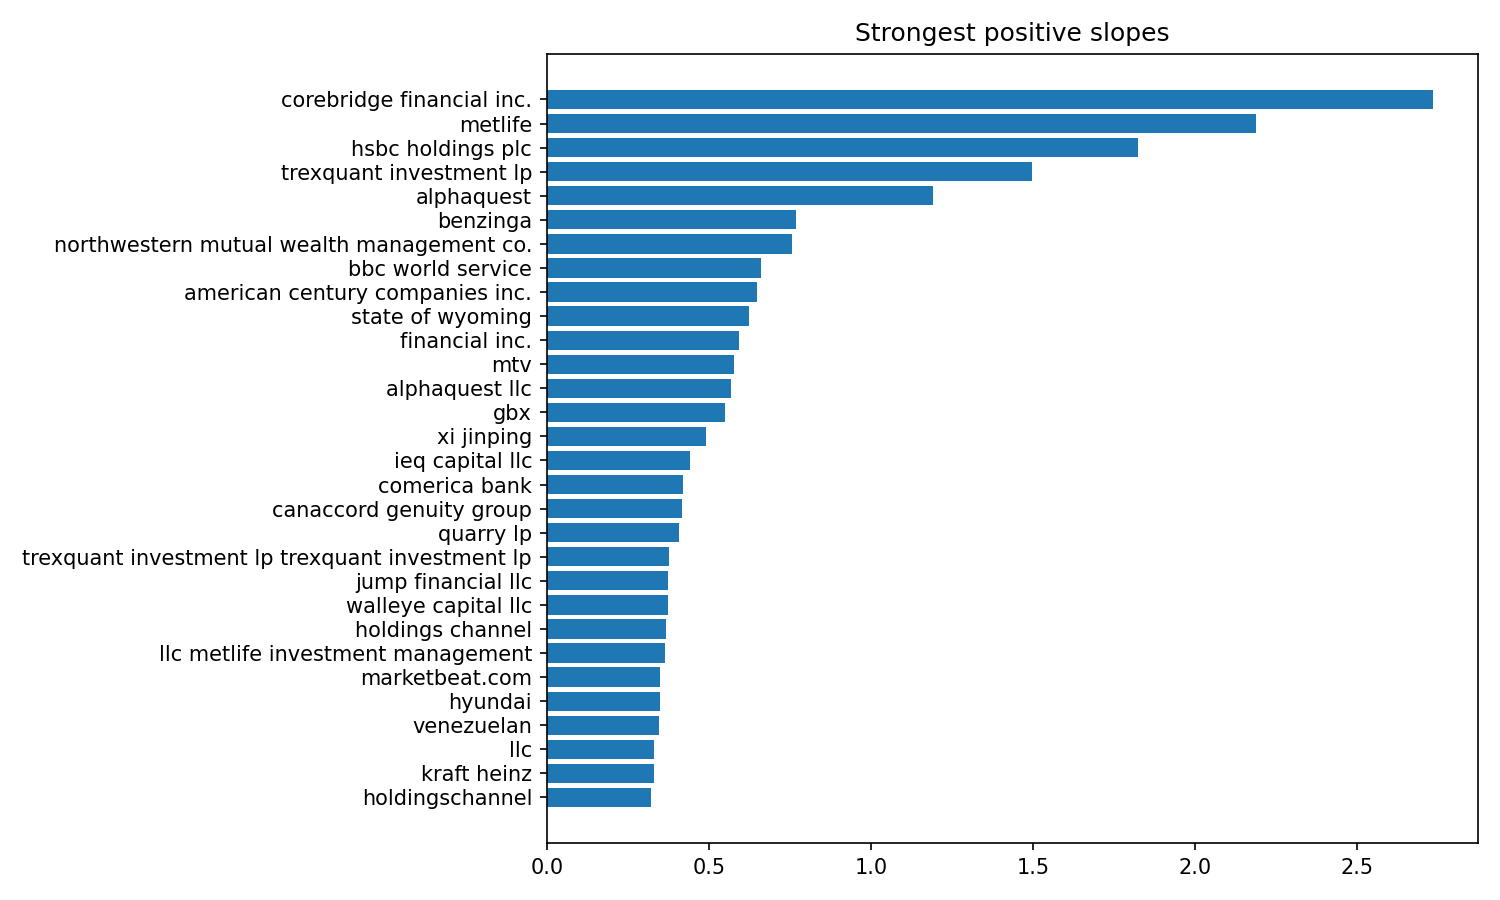 Strongest positive slopes
corebridge financial inc.
metlife
hsbc holdings plc
trexquant investment lp
alphaquest
benzinga
northwestern mutual wealth management co.
bbc world service
american century companies inc.
state of wyoming
financial inc.
mtv
alphaquest llc
gbx
xi jinping
ieq capital llc
comerica bank
canaccord genuity group
quarry lp
trexquant investment lp trexquant investment lp
jump financial llc
walleye capital llc
holdings channel
llc metlife investment management
marketbeat.com
hyundai
venezuelan
llc
kraft heinz
holdingschannel
0.0 0.5 1.0 1.5 2.0 2.5